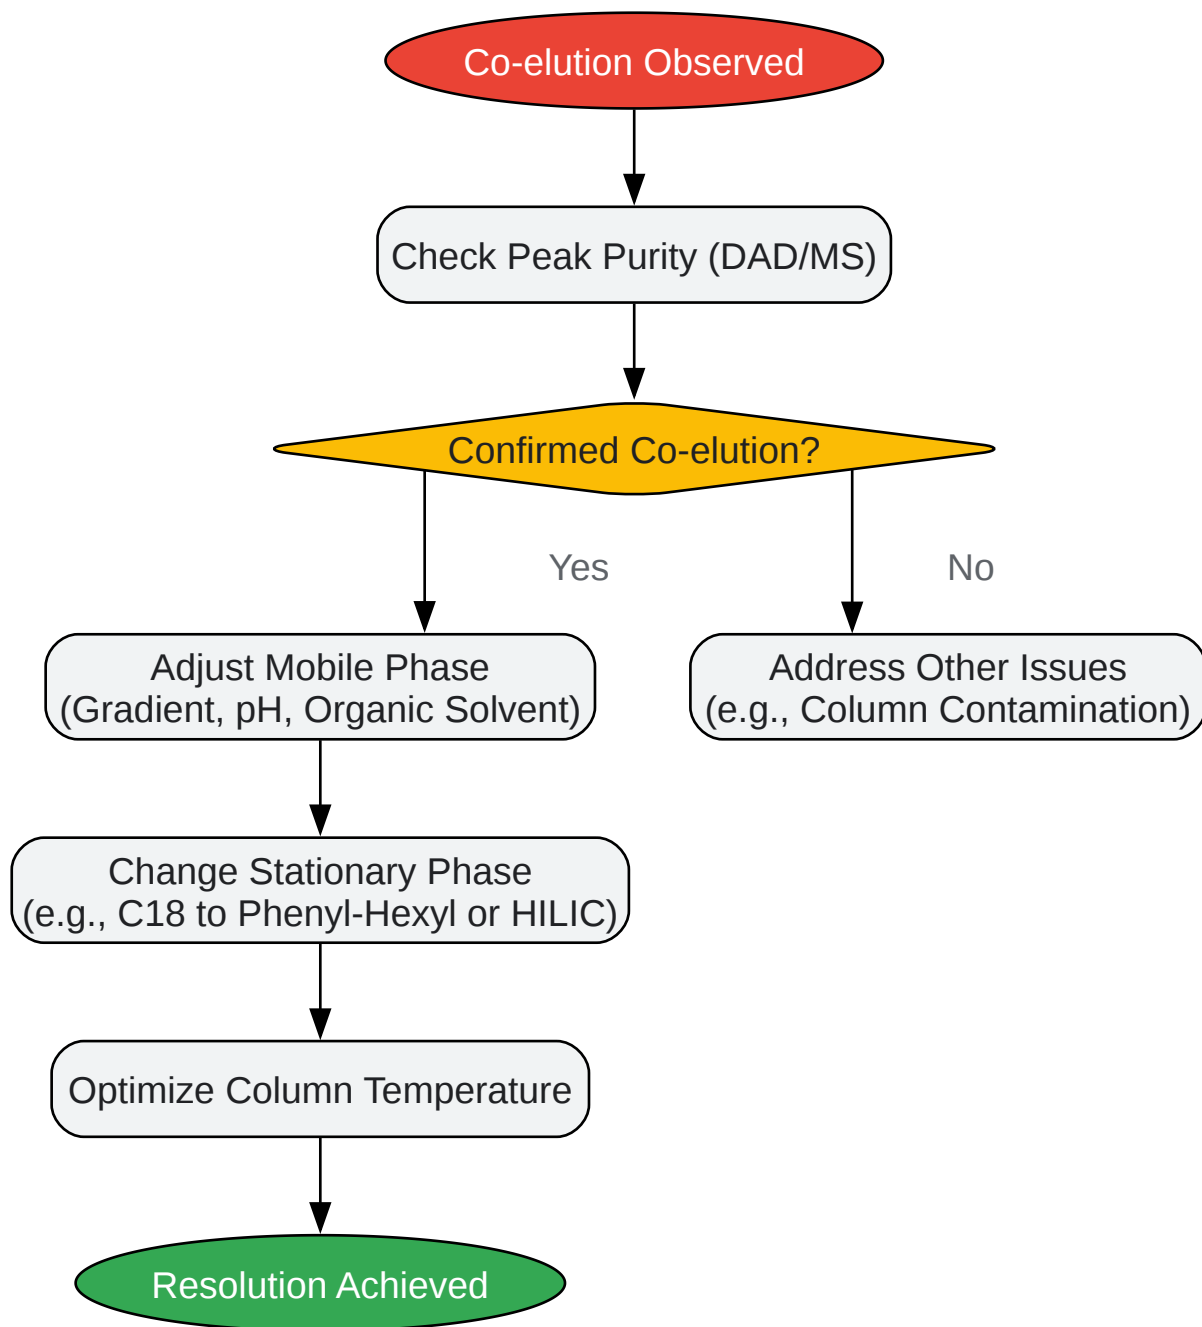 Co-elution Observed
Check Peak Purity (DAD/MS)
Confirmed Co-elution?
Yes
No
Adjust Mobile Phase
(Gradient, pH, Organic Solvent)
Address Other Issues
(e.g., Column Contamination)
Change Stationary Phase
(e.g., C18 to Phenyl-Hexyl or HILIC)
Optimize Column Temperature
Resolution Achieved